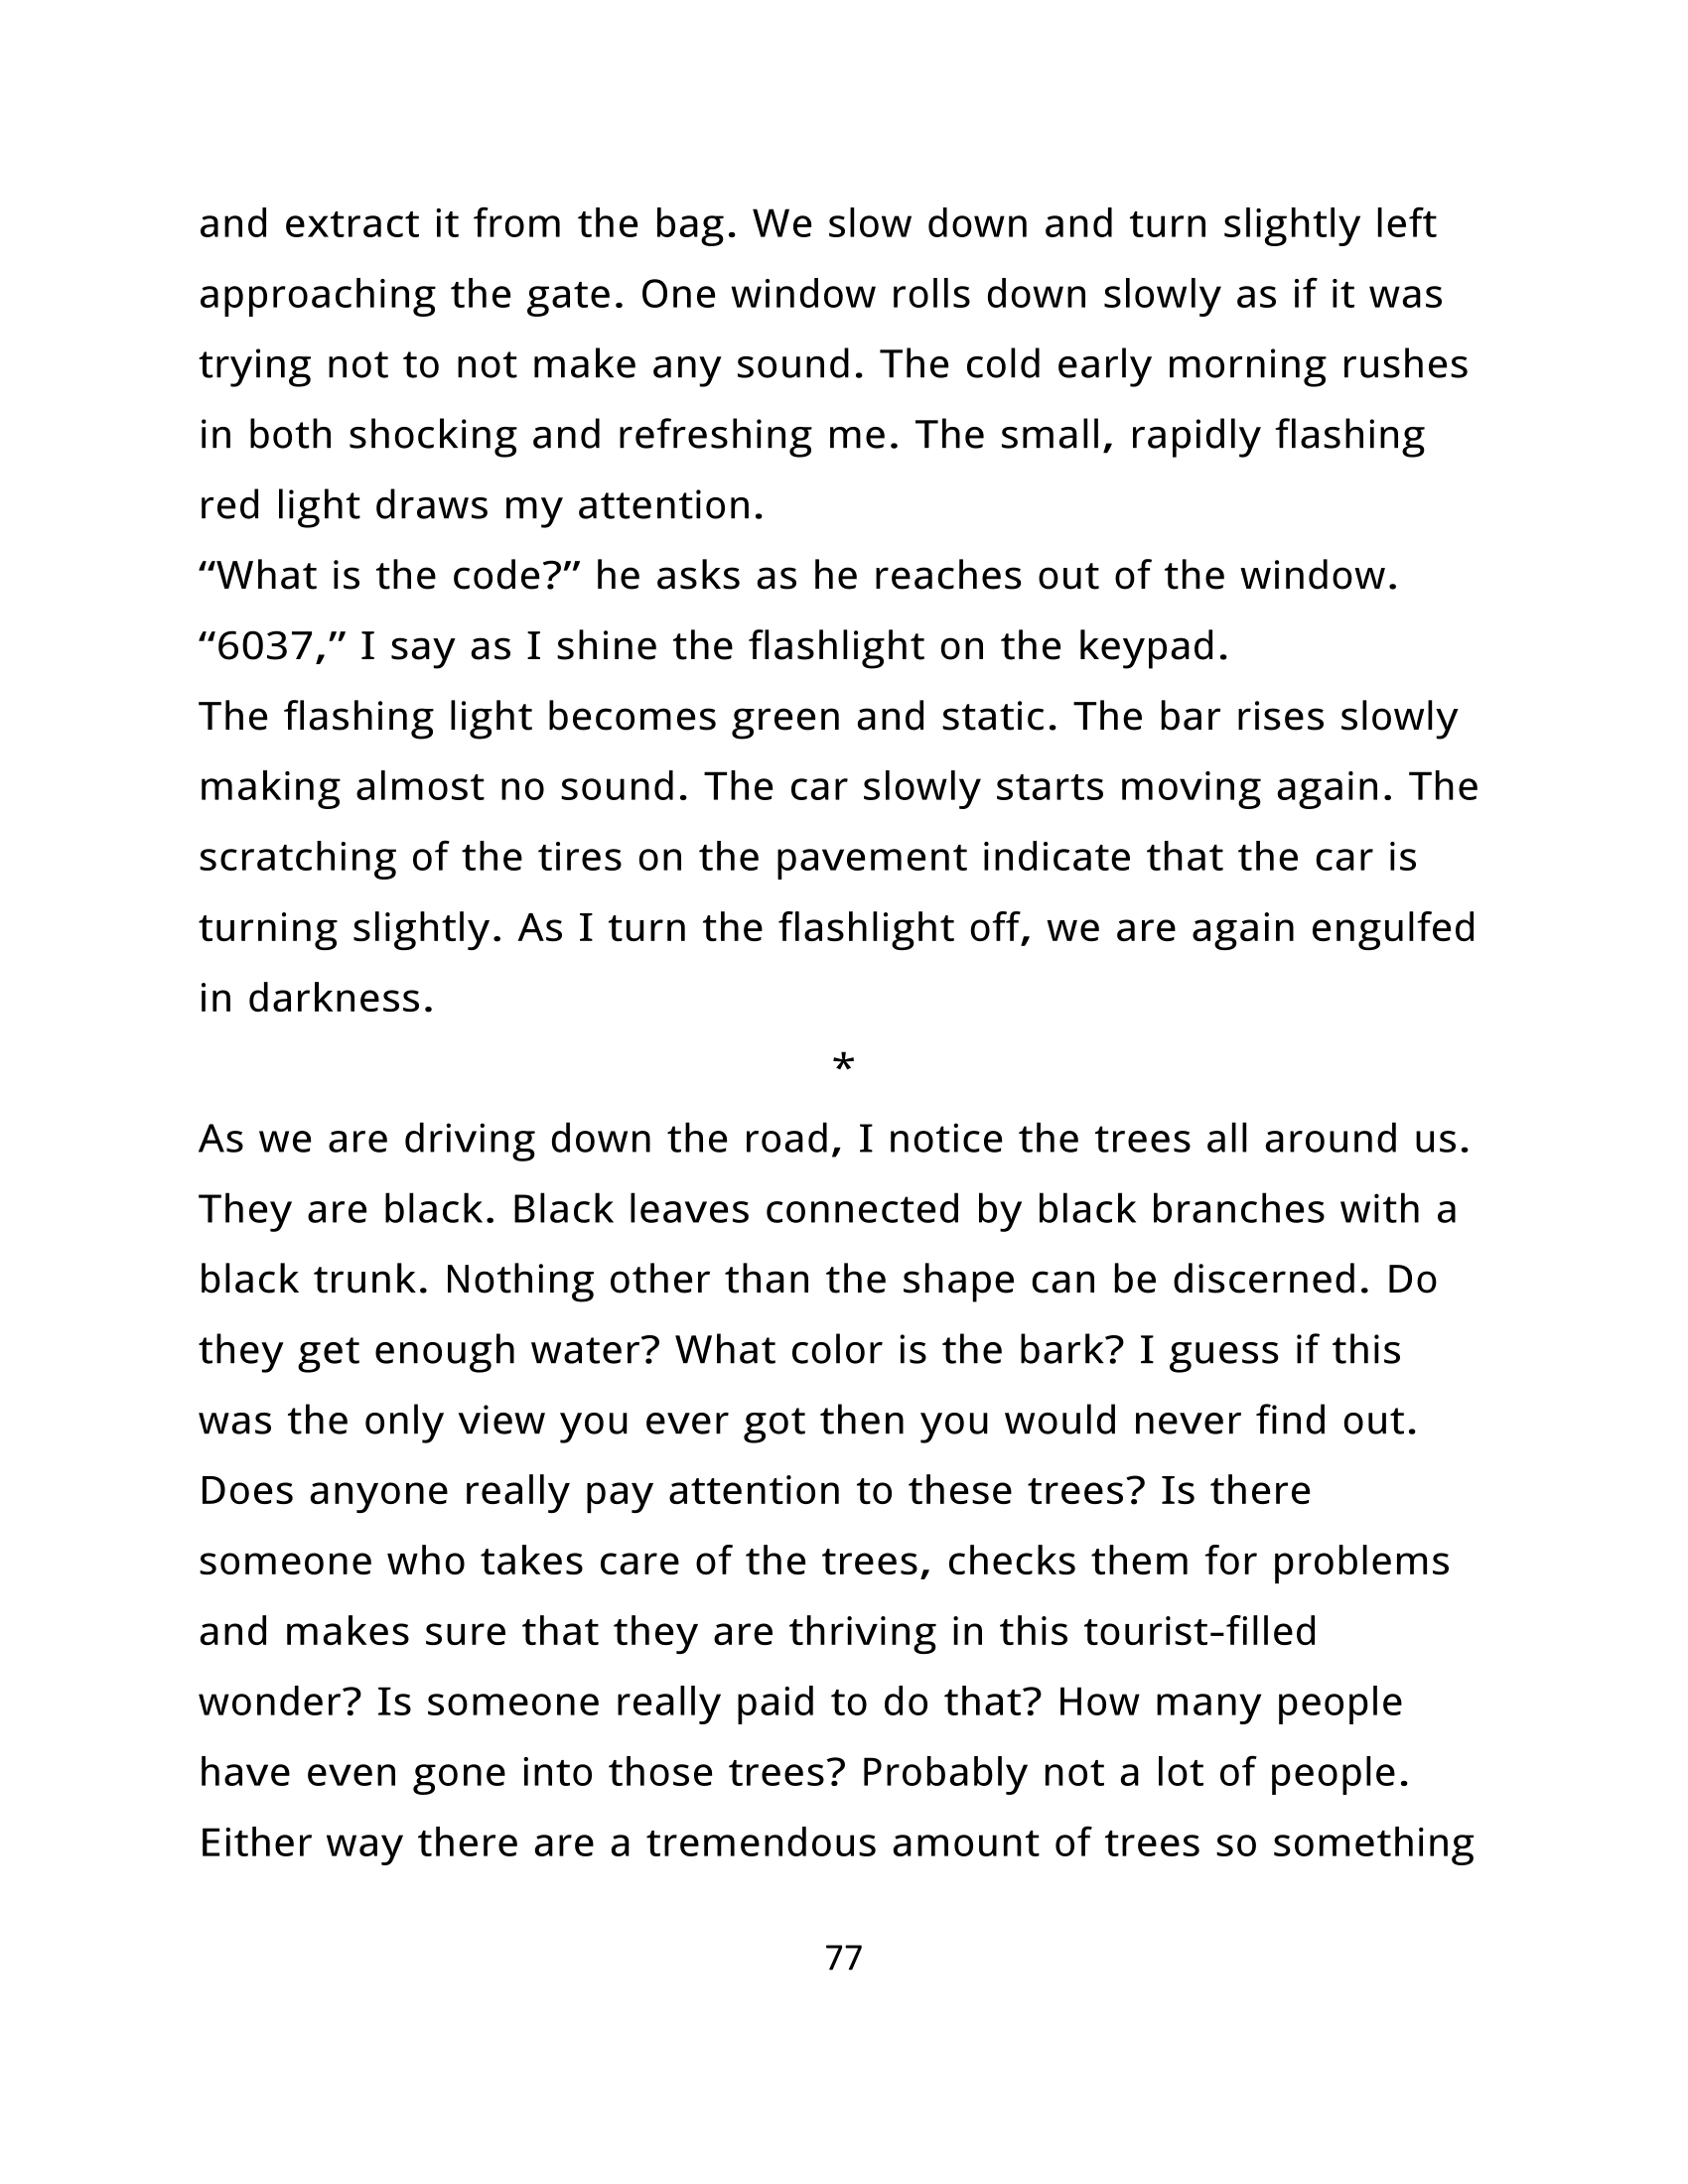 and extract it from the bag. We slow down and turn slightly left
approaching the gate. One window rolls down slowly as if it was
trying not to not make any sound. The cold early morning rushes
in both shocking and refreshing me. The small, rapidly flashing
red light draws my attention.
“What is the code?” he asks as he reaches out of the window.
“6037,” I say as I shine the flashlight on the keypad.
The flashing light becomes green and static. The bar rises slowly
making almost no sound. The car slowly starts moving again. The
scratching of the tires on the pavement indicate that the car is
turning slightly. As I turn the flashlight off, we are again engulfed
in darkness.
*
As we are driving down the road, I notice the trees all around us.
They are black. Black leaves connected by black branches with a
black trunk. Nothing other than the shape can be discerned. Do
they get enough water? What color is the bark? I guess if this
was the only view you ever got then you would never find out.
Does anyone really pay attention to these trees? Is there
someone who takes care of the trees, checks them for problems
and makes sure that they are thriving in this tourist-filled
wonder? Is someone really paid to do that? How many people
have even gone into those trees? Probably not a lot of people.
Either way there are a tremendous amount of trees so something
77